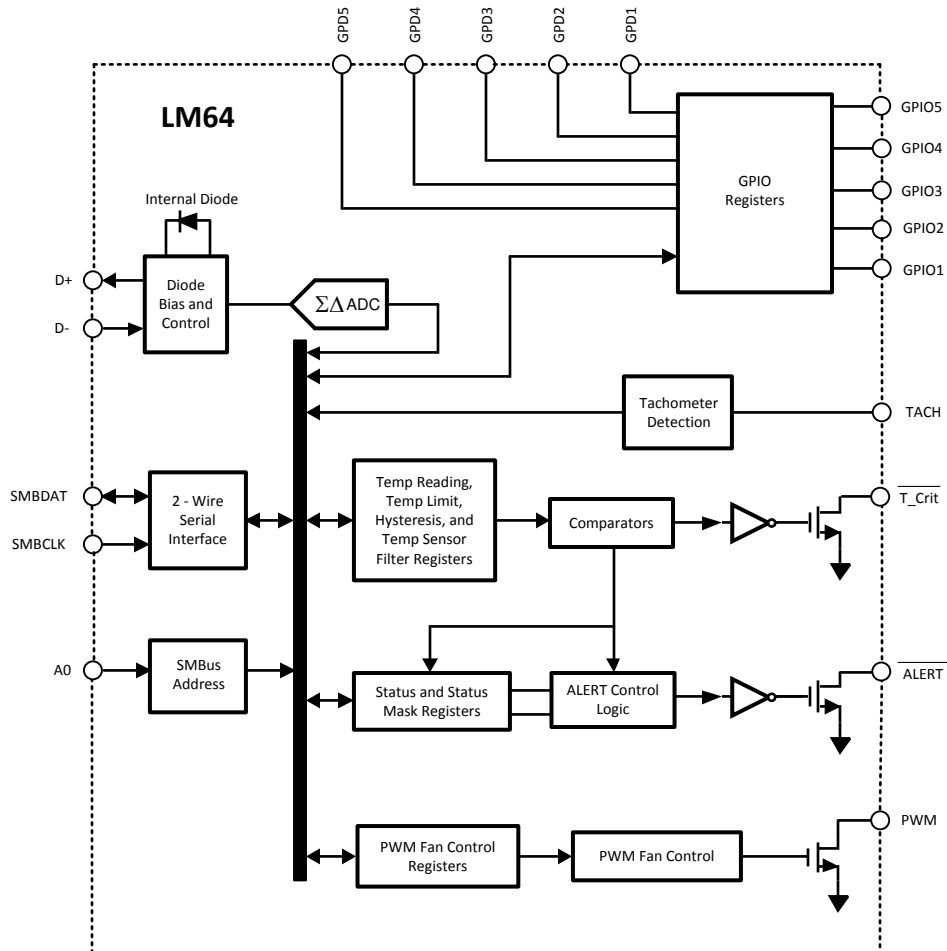 GPD5
GPD4
GPD3
GPD2
GPD1
LM64
GPIO5
GPIO4
GPIO3
GPIO2
GPIO1
GPIO
Registers
Internal Diode
D+
D-
Diode
Bias and
Control
ΣΔ ADC
Tachometer
Detection
TACH
SMBDAT
SMBCLK
2 - Wire
Serial
Interface
Temp Reading,
Temp Limit,
Hysteresis, and
Temp Sensor
Filter Registers
Comparators
T_Crit
A0
SMBus
Address
Status and Status
Mask Registers
ALERT Control
Logic
ALERT
PWM Fan Control
Registers
PWM Fan Control
PWM